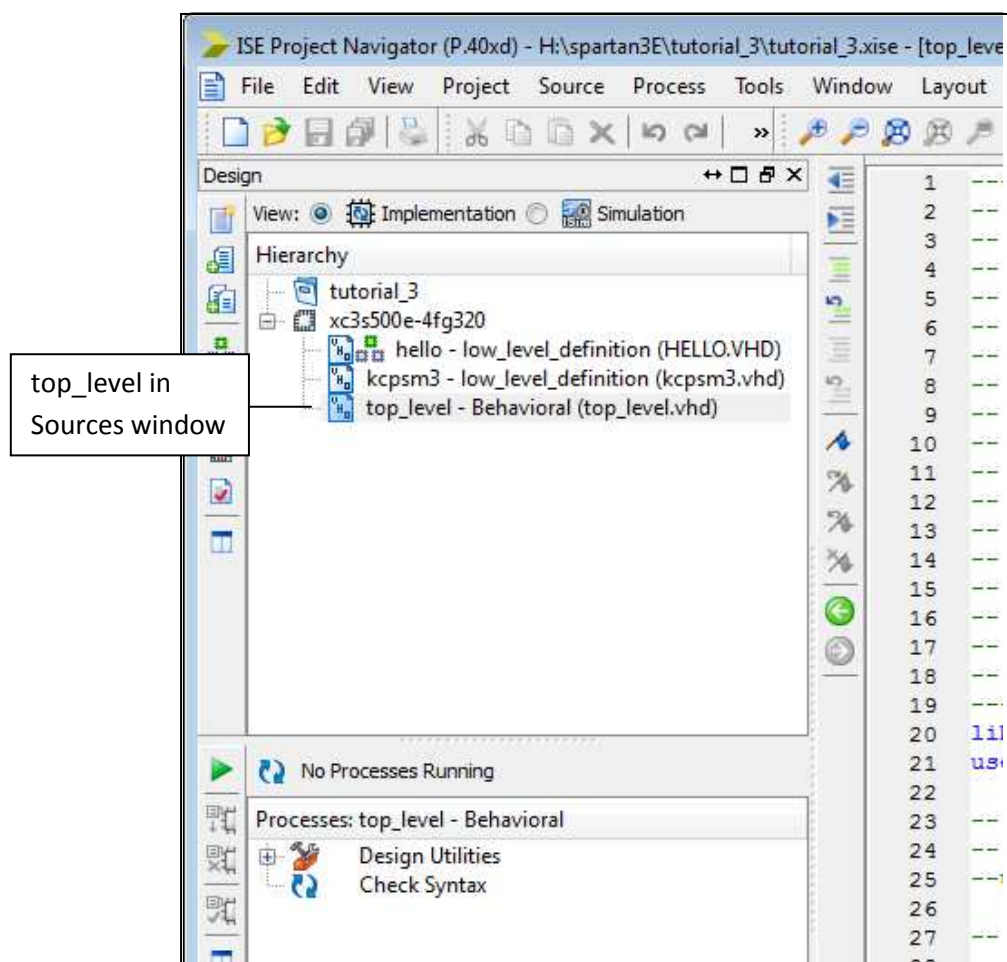 ISE Project Navigator (P.40xd) - H:\spartan3E\tutorial_3\tutorial_3.xise - [top_leve
File Edit View Project Source Process Tools Window Layout
»
Design
View: Implementation Simulation
Hierarchy
tutorial_3
xc3s500e-4fg320
hello - low_level_definition (HELLO.VHD)
kcpsm3 - low_level_definition (kcpsm3.vhd)
top_level - Behavioral (top_level.vhd)
top_level in
Sources window
No Processes Running
Processes: top_level - Behavioral
Design Utilities
Check Syntax
1 ---
2 --
3 --
4 --
5 --
6 --
7 --
8 --
9 --
10 --
11 --
12 --
13 --
14 --
15 --
16 --
17 --
18 --
19 ---
20 lib
21 use
22
23 --
24 --
25 --
26
27 --